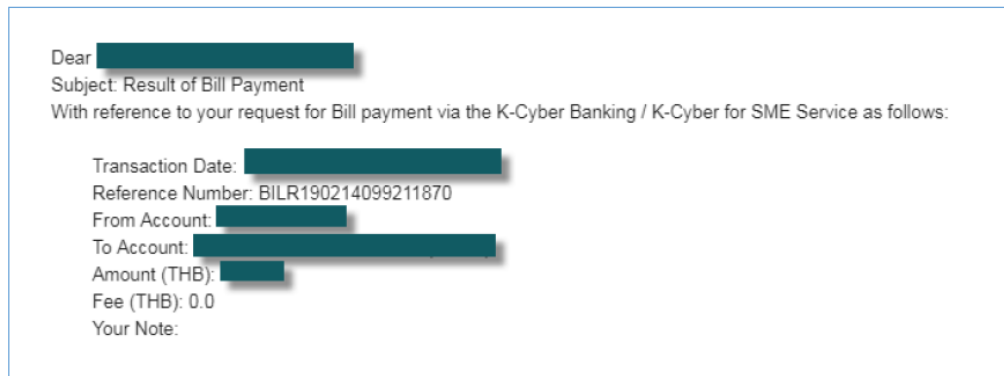 Dear
Subject: Result of Bill Payment
With reference to your request for Bill payment via the K-Cyber Banking / K-Cyber for SME Service as follows:
Transaction Date:
Reference Number: BILR190214099211870
From Account:
To Account:
Amount (THB):
Fee (THB): 0.0
Your Note: